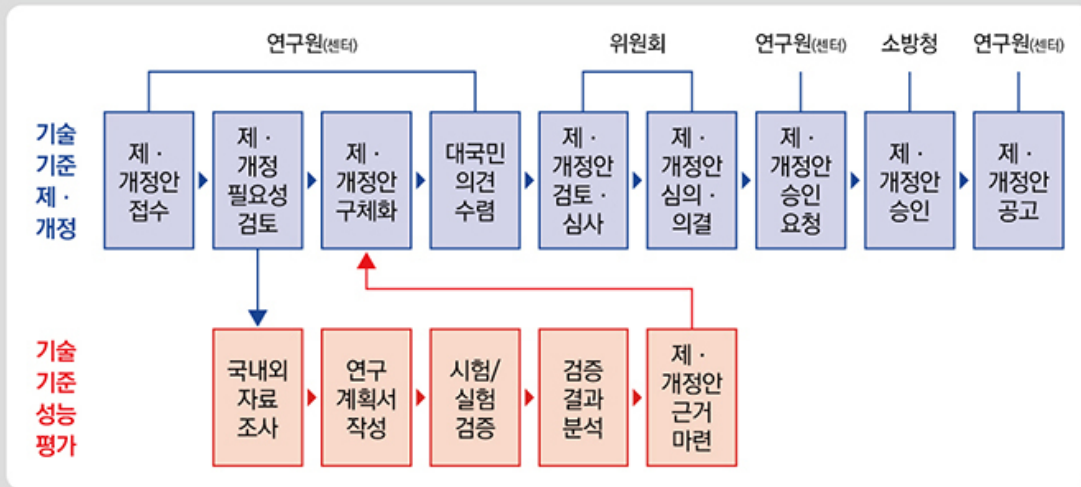 연구원(센터)
위원회
연구원(센터)
소방청
연구원(센터)
기술
기준
제 ·
개정
제 ·
개정안
접수
제 ·
개정
필요성
검토
제 ·
개정안
구체화
대국민
의견
수렴
제 ·
개정안
검토 ·
심사
제 ·
개정안
심의 ·
의결
제 ·
개정안
승인
요청
제 ·
개정안
승인
제 ·
개정안
공고
기술
기준
성능
평가
국내외
자료
조사
연구
계획서
작성
시험/
실험
검증
검증
결과
분석
제 ·
개정안
근거
마련